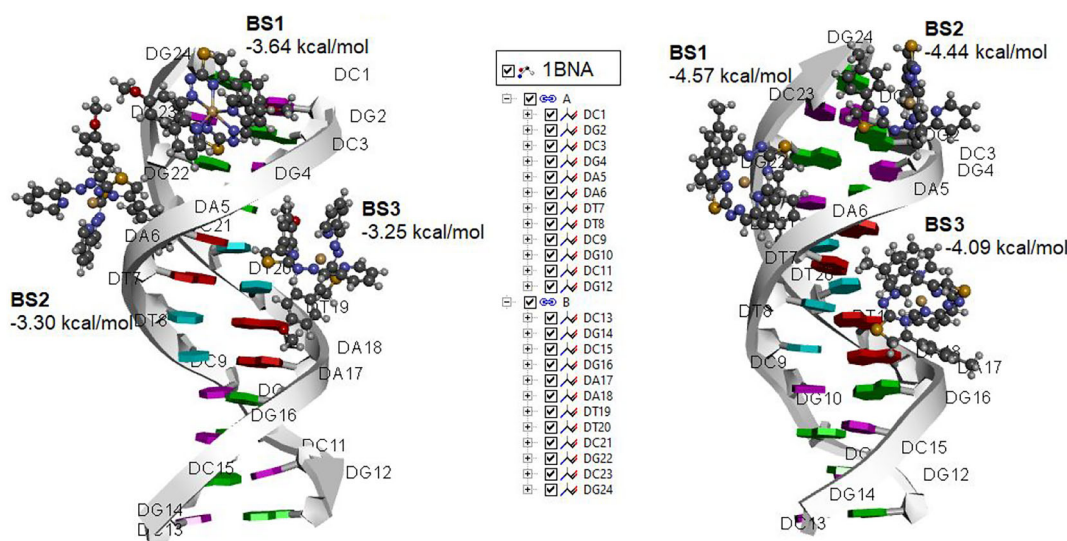 BS1
-3.64 kcal/mol
DG24
DC1
DG2
DC3
DG22
DG4
DA5
DA6
BS3
-3.25 kcal/mol
DT7
DT19
BS2
-3.30 kcal/mol
DC9
DA18
DA17
DG16
DC11
DC15
DG12
DG14
DC13
1BNA
A
DC1
DG2
DC3
DG4
DA5
DA6
DT7
DT8
DC9
DG10
DC11
DG12
B
DC13
DG14
DC15
DG16
DA17
DA18
DT19
DT20
DC21
DG22
DC23
DG24
BS2
-4.44 kcal/mol
BS1
-4.57 kcal/mol
DG24
DC23
DG2
DC3
DG4
DG22
DA5
DA6
BS3
-4.09 kcal/mol
DT7
DT20
DT8
DC9
DA17
DG10
DG16
DC15
DG12
DG14
DC13